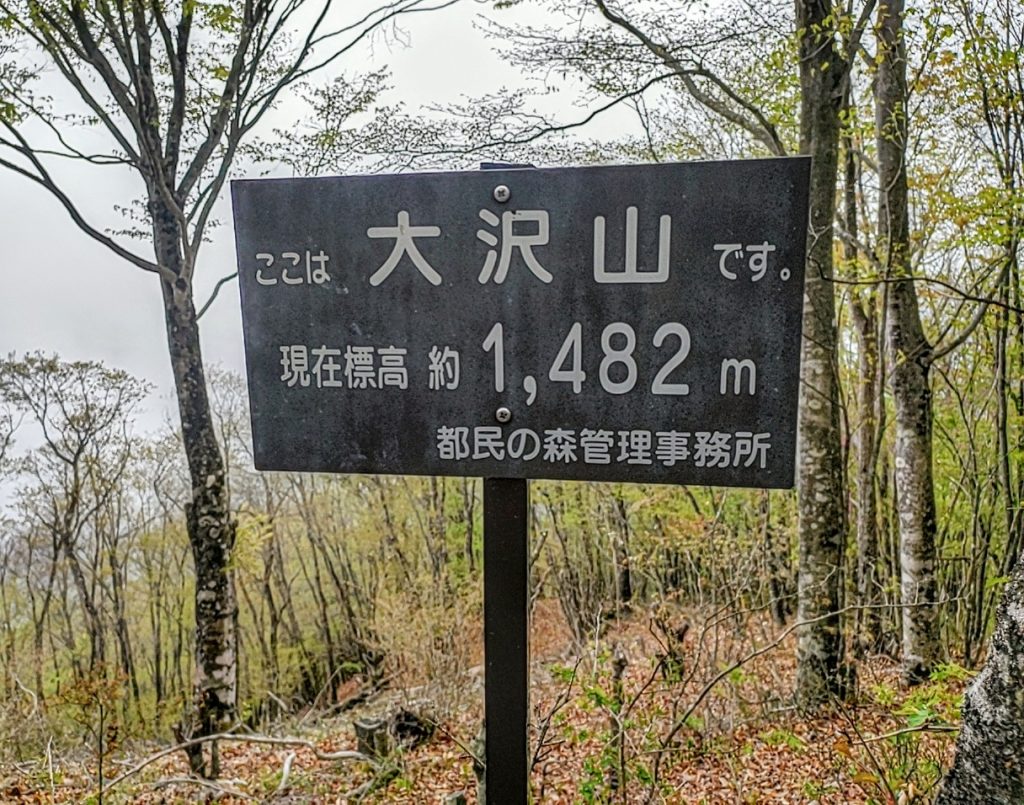 ここは 大沢山 です。
現在標高 約 1,482 m
都民の森管理事務所